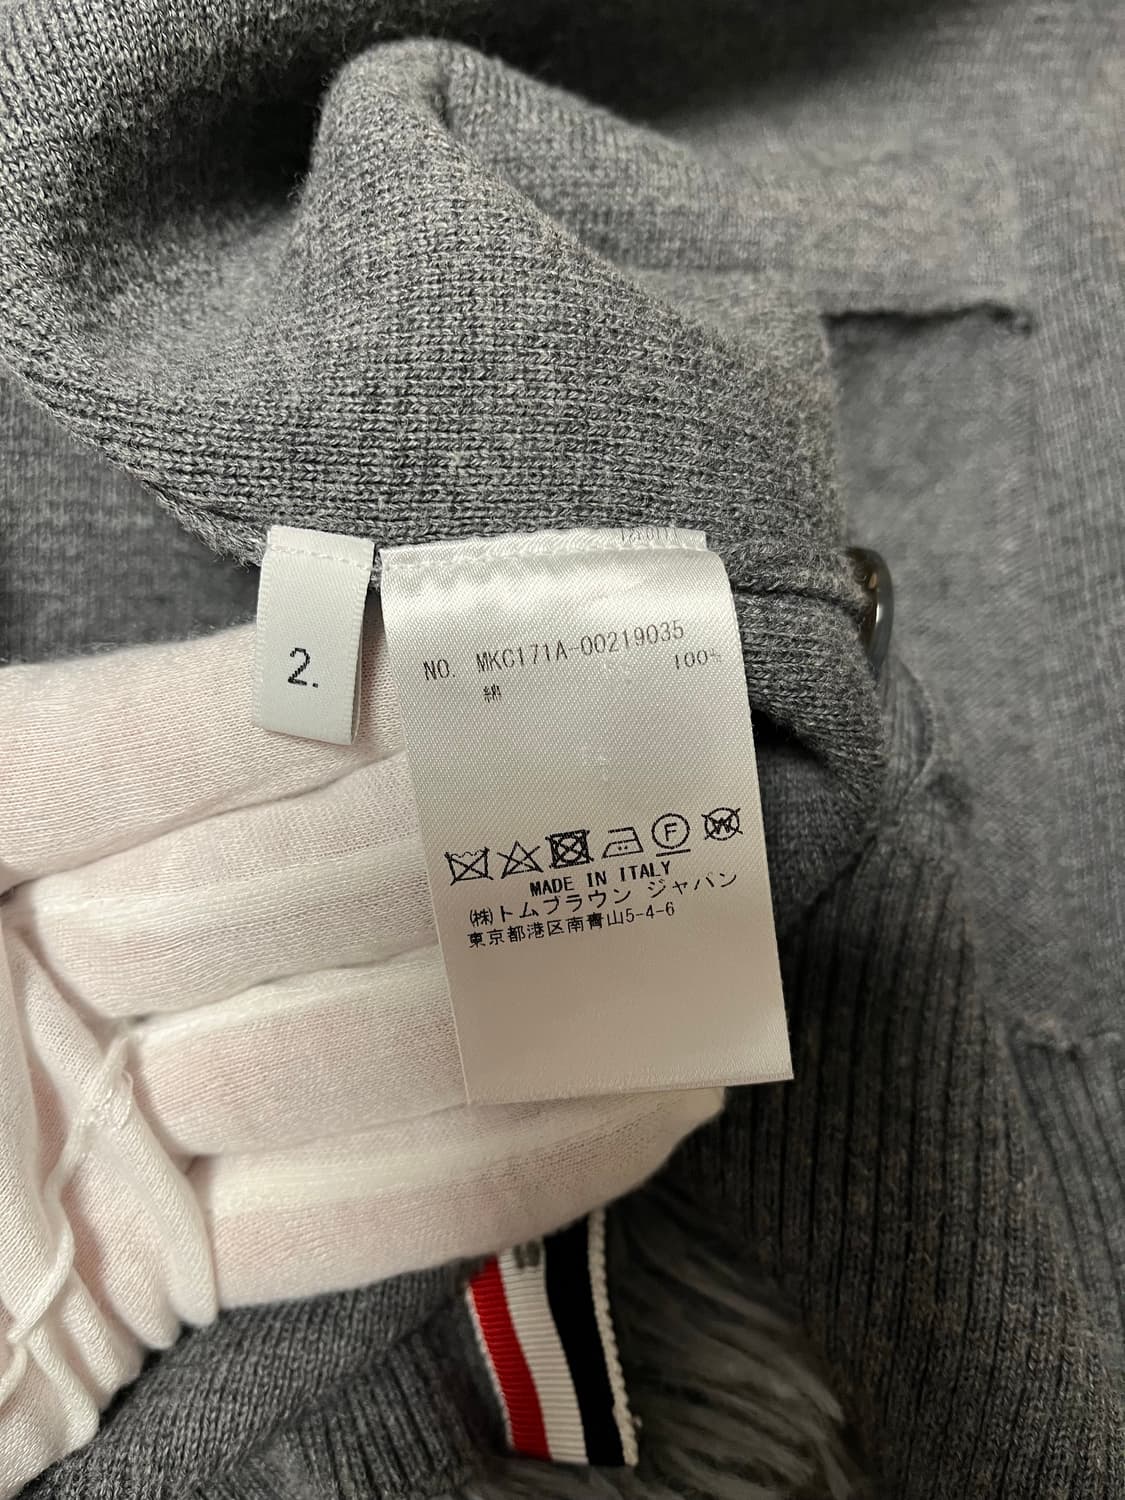 2.
NO. MKC171A-00219035
綿 100%
MADE IN ITALY
㈱トムブラウン ジャパン
東京都港区南青山5-4-6